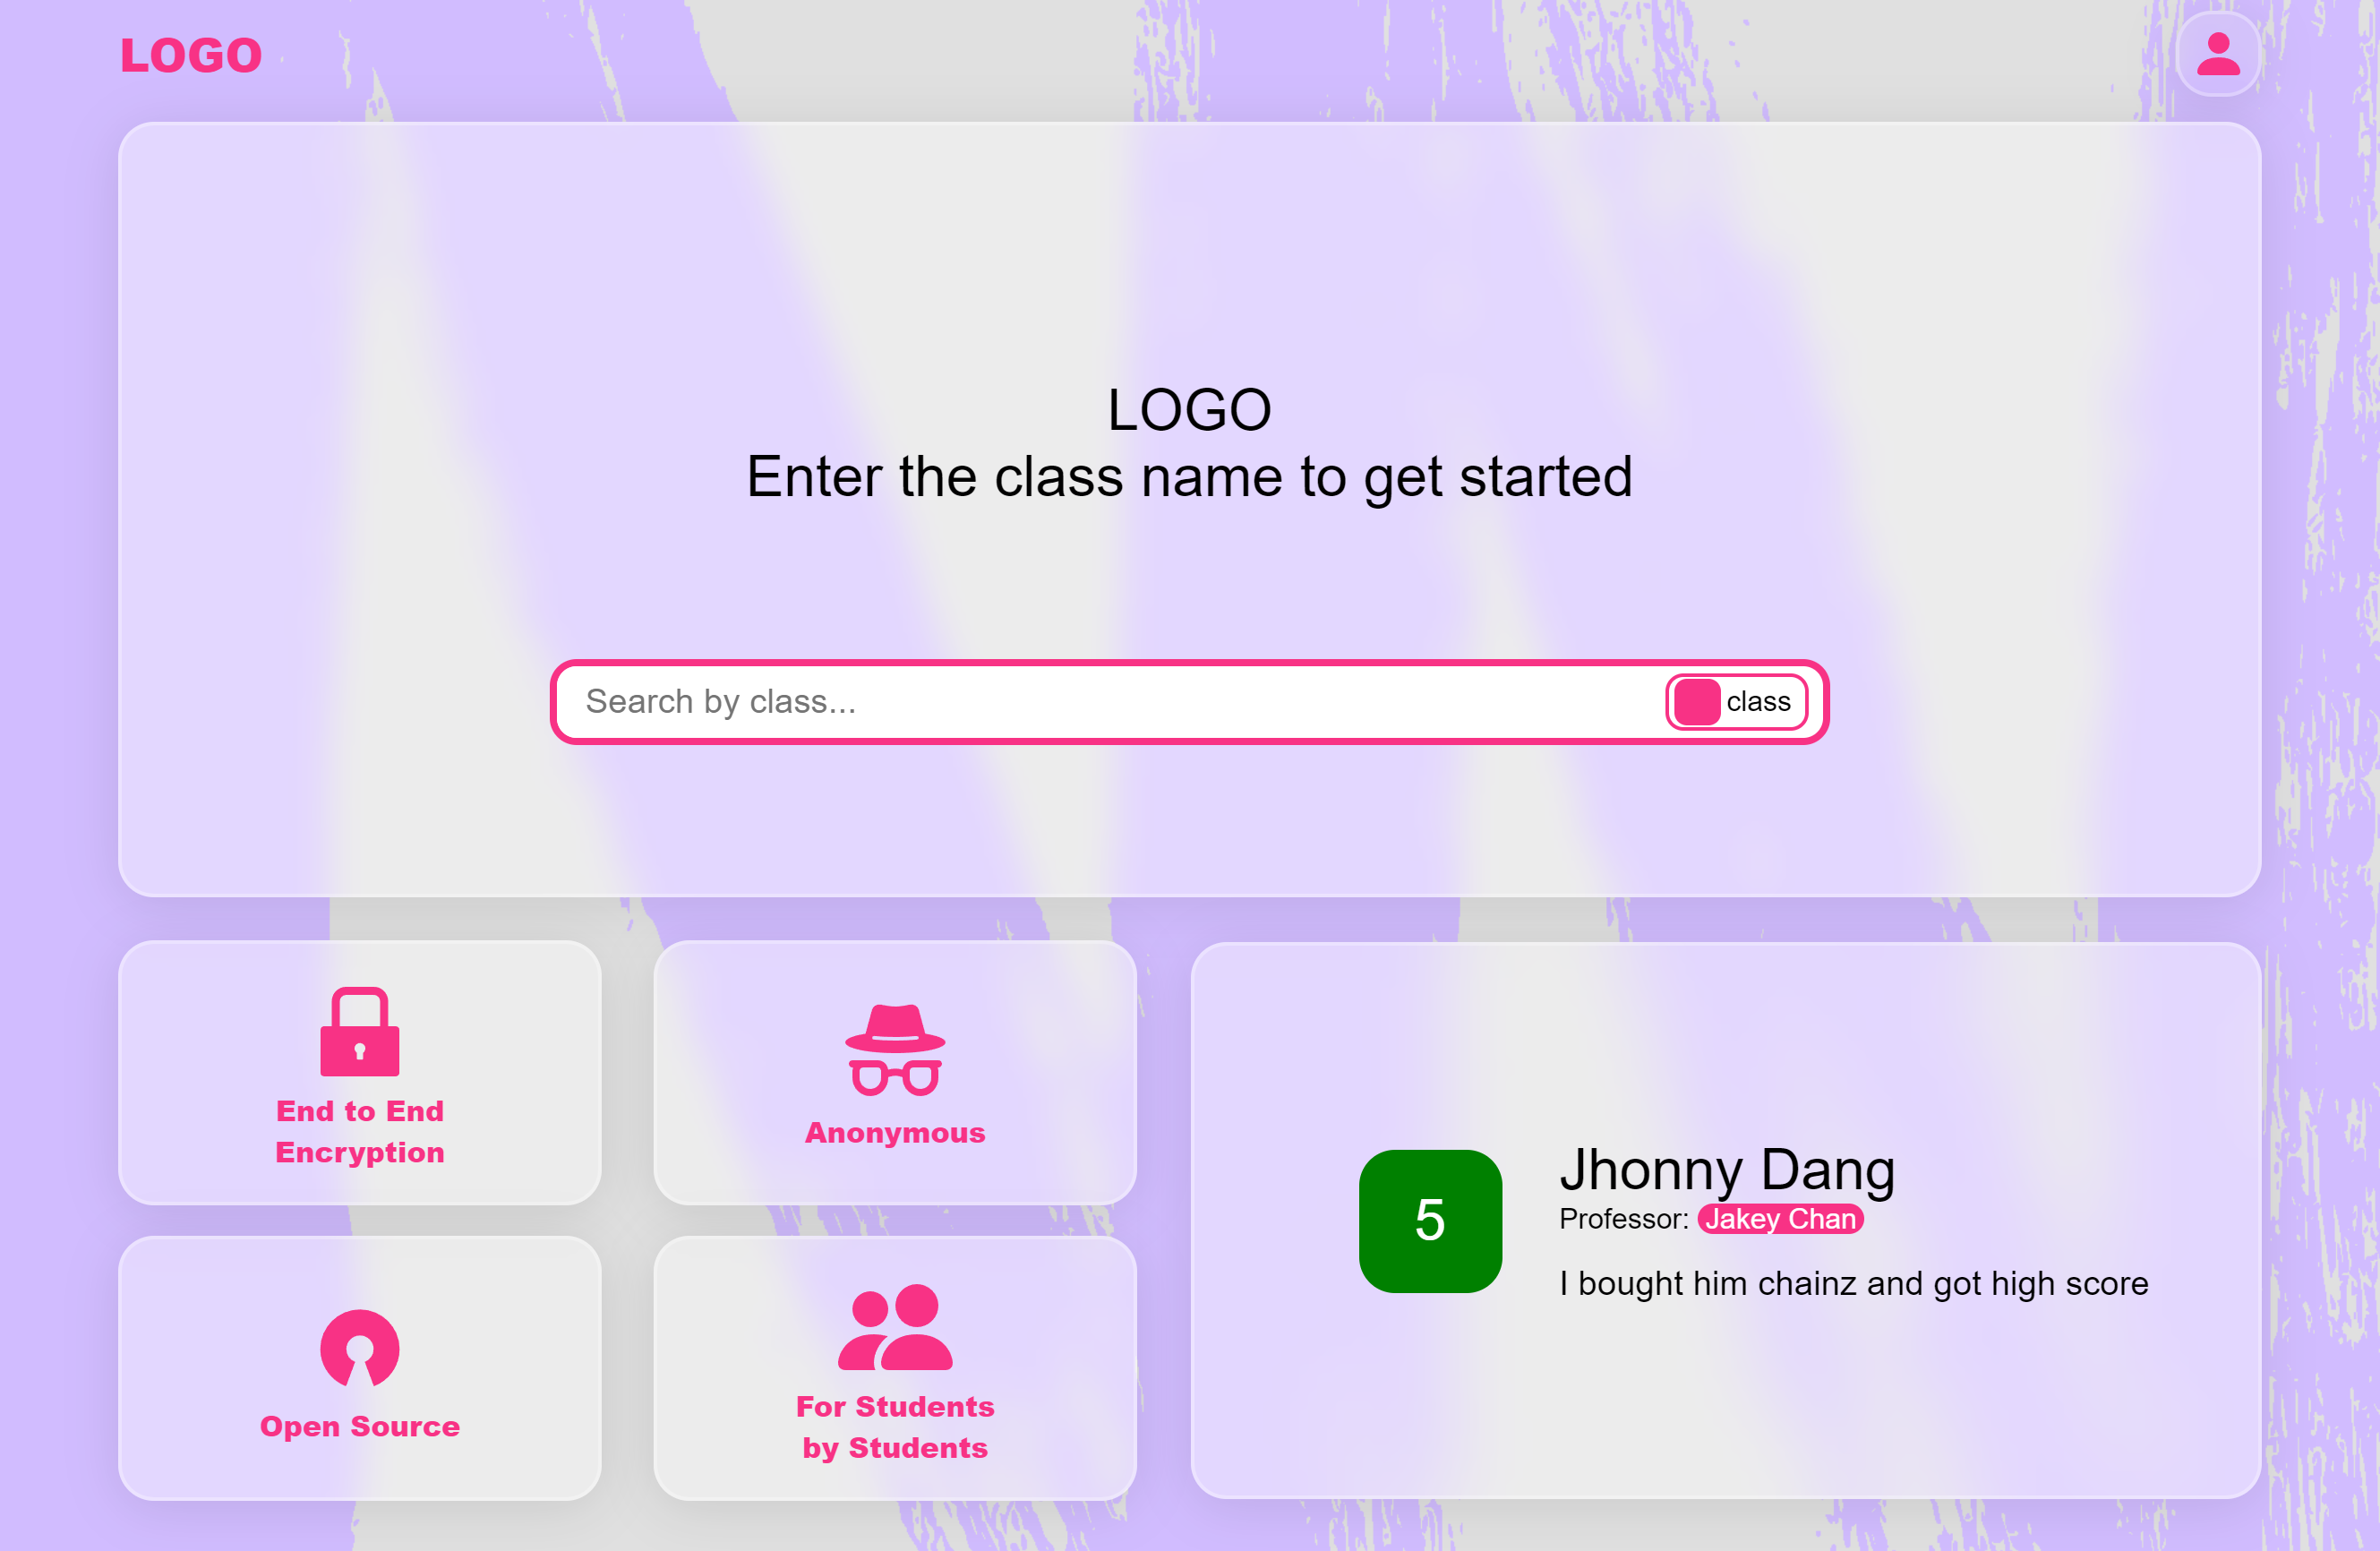 LOGO
LOGO
Enter the class name to get started
Search by class...
class
End to End
Encryption
Anonymous
Open Source
For Students
by Students
5
Jhonny Dang
Professor: Jakey Chan
I bought him chainz and got high score